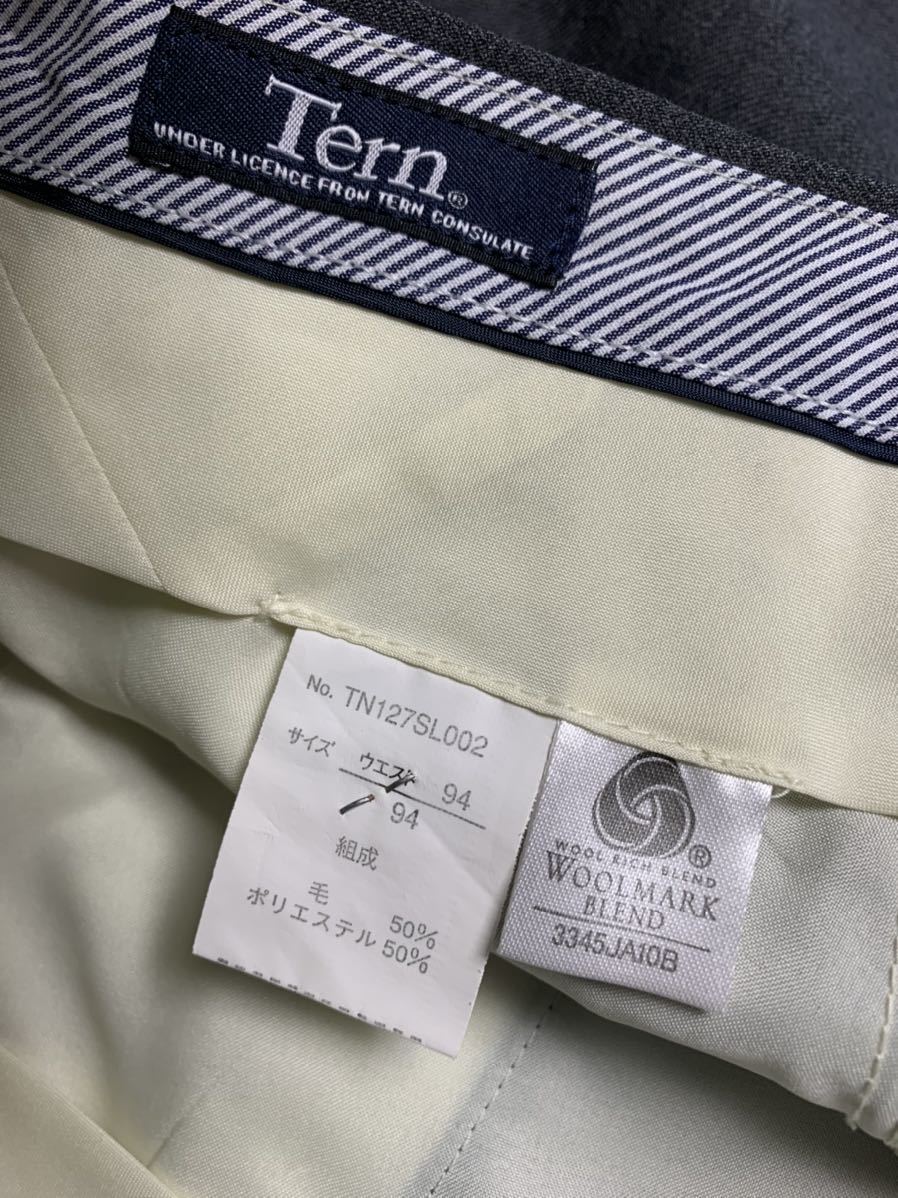 Tern®
UNDER LICENCE FROM TERN CONSULATE
No. TN127SL002
サイズ ウエスト 94
94
組成
毛 50%
ポリエステル 50%
®
WOOL RICH BLEND
WOOLMARK
BLEND
3345JA10B